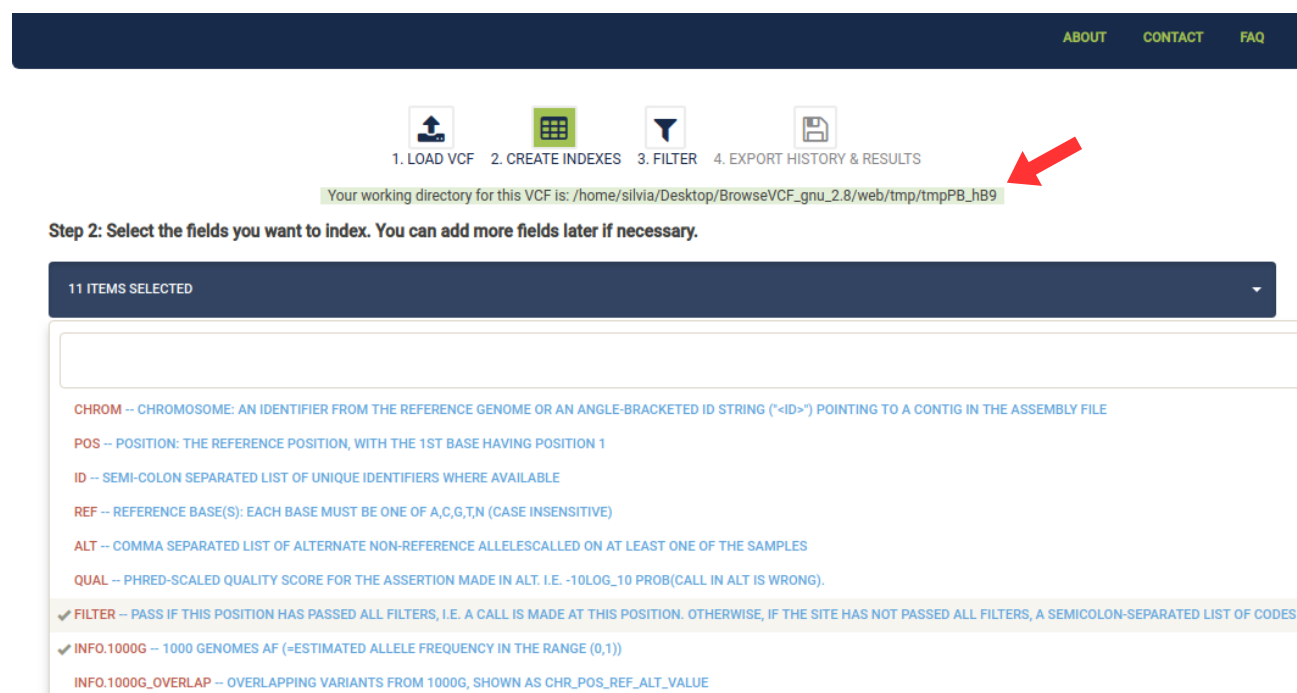 ABOUT CONTACT FAQ
1. LOAD VCF 2. CREATE INDEXES 3. FILTER 4. EXPORT HISTORY & RESULTS
Your working directory for this VCF is: /home/silvia/Desktop/BrowseVCF_gnu_2.8/web/tmp/tmpPB_hB9
Step 2: Select the fields you want to index. You can add more fields later if necessary.
11 ITEMS SELECTED
CHROM -- CHROMOSOME: AN IDENTIFIER FROM THE REFERENCE GENOME OR AN ANGLE-BRACKETED ID STRING ("<ID>") POINTING TO A CONTIG IN THE ASSEMBLY FILE
POS -- POSITION: THE REFERENCE POSITION, WITH THE 1ST BASE HAVING POSITION 1
ID -- SEMI-COLON SEPARATED LIST OF UNIQUE IDENTIFIERS WHERE AVAILABLE
REF -- REFERENCE BASE(S): EACH BASE MUST BE ONE OF A,C,G,T,N (CASE INSENSITIVE)
ALT -- COMMA SEPARATED LIST OF ALTERNATE NON-REFERENCE ALLELESCALLED ON AT LEAST ONE OF THE SAMPLES
QUAL -- PHRED-SCALED QUALITY SCORE FOR THE ASSERTION MADE IN ALT. I.E. -10LOG_10 PROB(CALL IN ALT IS WRONG).
FILTER -- PASS IF THIS POSITION HAS PASSED ALL FILTERS, I.E. A CALL IS MADE AT THIS POSITION. OTHERWISE, IF THE SITE HAS NOT PASSED ALL FILTERS, A SEMICOLON-SEPARATED LIST OF CODES
INFO.1000G -- 1000 GENOMES AF (=ESTIMATED ALLELE FREQUENCY IN THE RANGE (0,1))
INFO.1000G_OVERLAP -- OVERLAPPING VARIANTS FROM 1000G, SHOWN AS CHR_POS_REF_ALT_VALUE